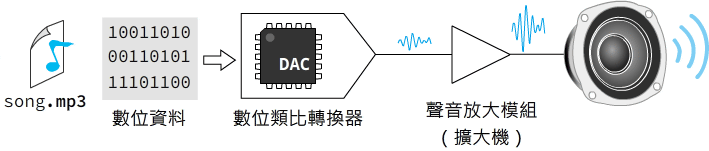 10011010
00110101
11101100
DAC
song.mp3
數位資料
數位類比轉換器
聲音放大模組
（擴大機）